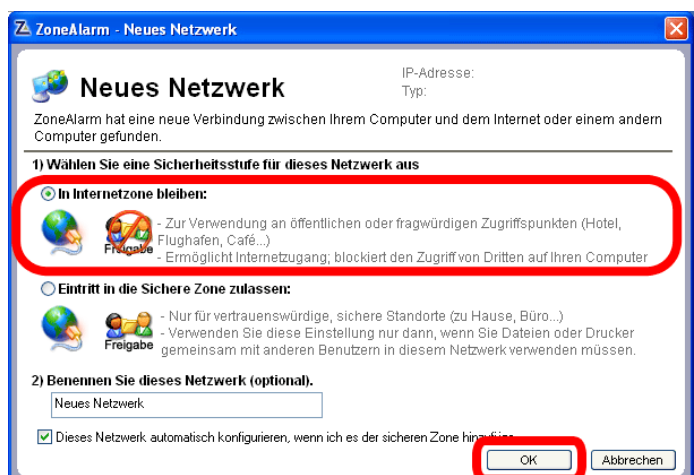 ZoneAlarm - Neues Netzwerk
Neues Netzwerk
IP-Adresse:
Typ:
ZoneAlarm hat eine neue Verbindung zwischen Ihrem Computer und dem Internet oder einem andern
Computer gefunden.
1) Wählen Sie eine Sicherheitsstufe für dieses Netzwerk aus
In Internetzone bleiben:
- Zur Verwendung an öffentlichen oder fragwürdigen Zugriffspunkten (Hotel,
Flughafen, Café...)
- Ermöglicht Internetzugang; blockiert den Zugriff von Dritten auf Ihren Computer
Freigabe
Eintritt in die Sichere Zone zulassen:
- Nur für vertrauenswürdige, sichere Standorte (zu Hause, Büro...)
- Verwenden Sie diese Einstellung nur dann, wenn Sie Dateien oder Drucker
gemeinsam mit anderen Benutzern in diesem Netzwerk verwenden müssen.
Freigabe
2) Benennen Sie dieses Netzwerk (optional).
Neues Netzwerk
Dieses Netzwerk automatisch konfigurieren, wenn ich es der sicheren Zone
OK
Abbrechen